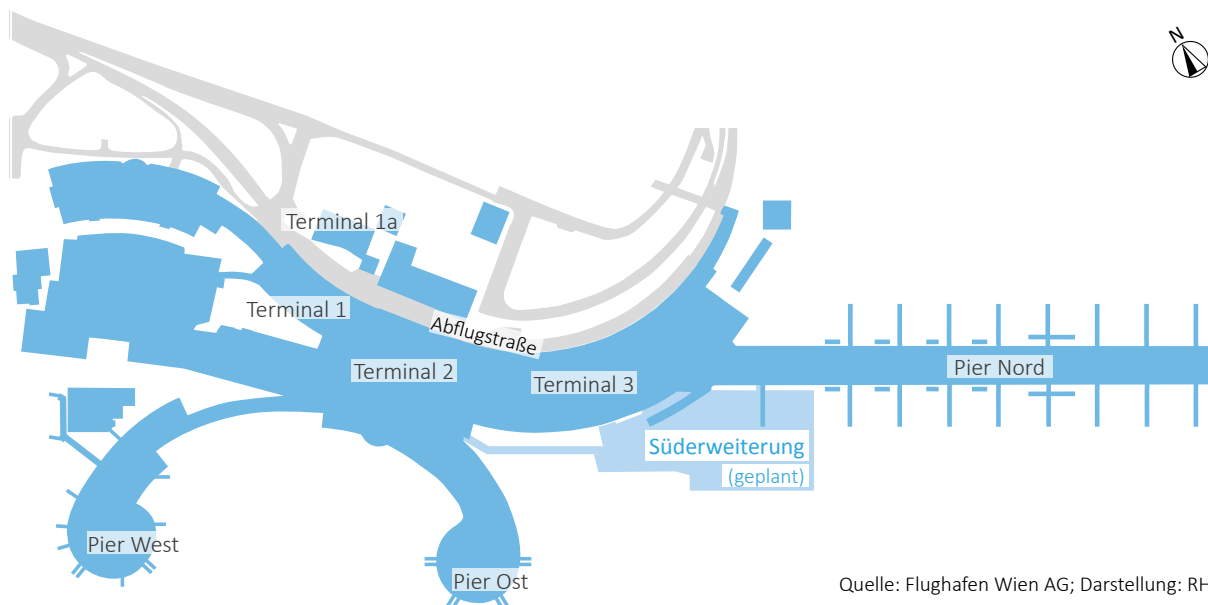 N
Terminal 1a
Terminal 1
Abflugstraße
Terminal 2
Terminal 3
Pier Nord
Süderweiterung
(geplant)
Pier West
Pier Ost
Quelle: Flughafen Wien AG; Darstellung: RH